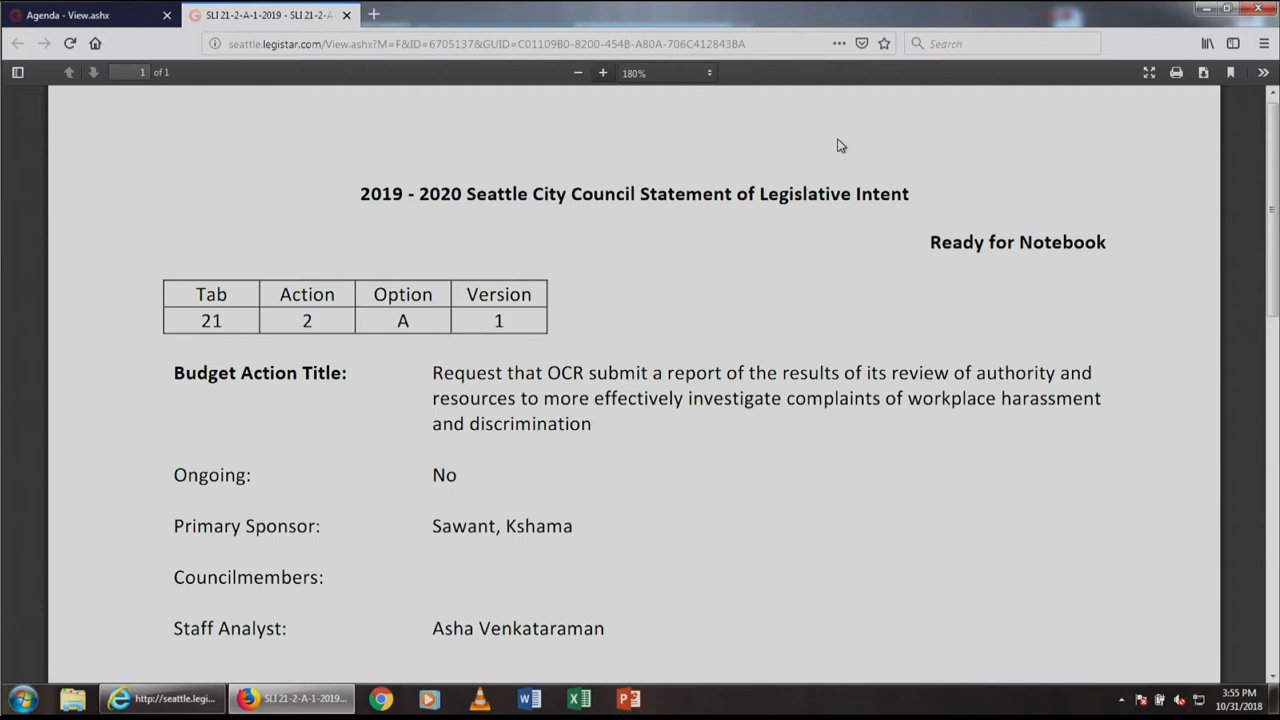 Agenda - View.ashx
SLI 21-2-A-1-2019 - SLI 21-2-A-
seattle.legistar.com/View.ashx?M=F&ID=6705137&GUID=C01109B0-8200-454B-A80A-706C412843BA
Search
1 of 1
180%
2019 - 2020 Seattle City Council Statement of Legislative Intent
Ready for Notebook
Tab Action Option Version
21 2 A 1
Budget Action Title: Request that OCR submit a report of the results of its review of authority and
resources to more effectively investigate complaints of workplace harassment
and discrimination
Ongoing: No
Primary Sponsor: Sawant, Kshama
Councilmembers:
Staff Analyst: Asha Venkataraman
http://seattle.legi...
SLI 21-2-A-1-2019...
3:55 PM
10/31/2018